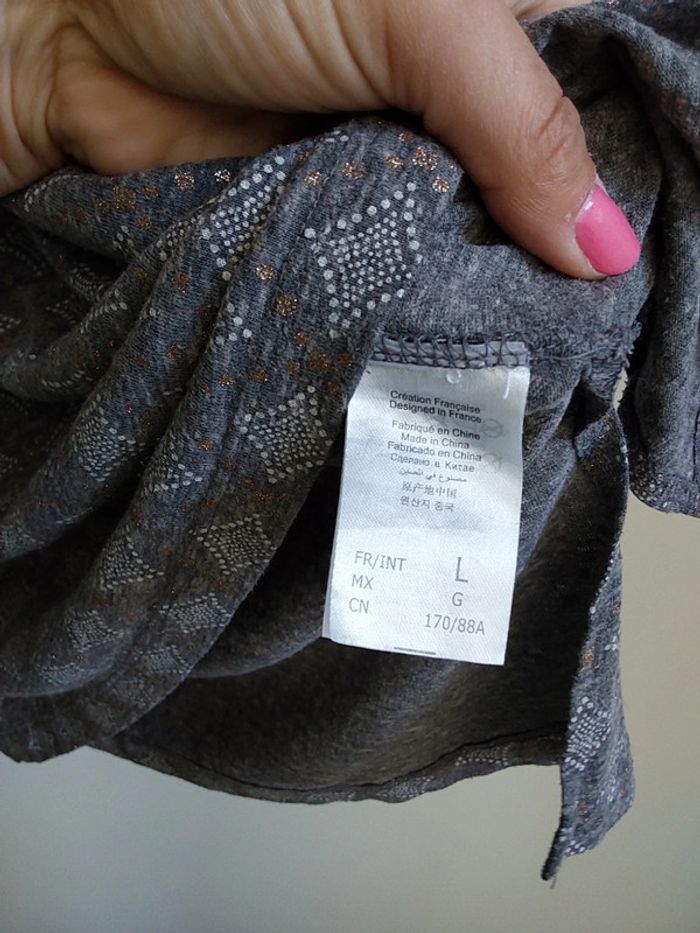 Création Française
Designed in France
Fabriqué en Chine
Made in China
Fabricado en China
Сделано в Китае
مصنوع في الصين
原产地中国
원산지 중국
FR/INT L
MX G
CN 170/88A